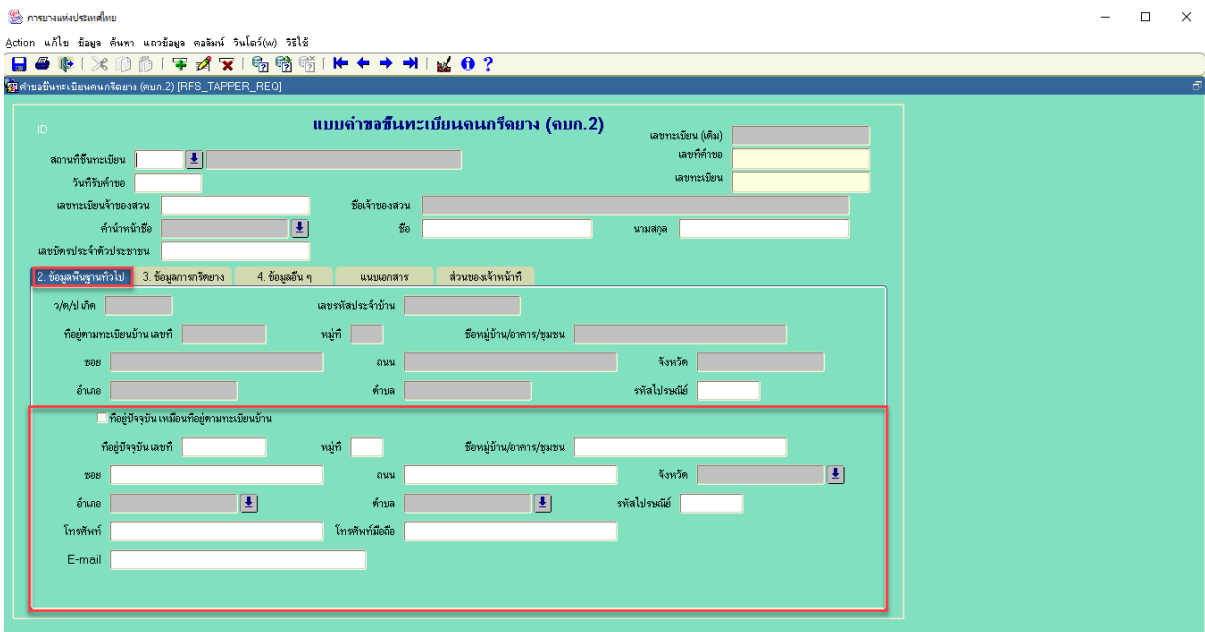 การยางแห่งประเทศไทย
Action แก้ไข ข้อมูล ค้นหา แถวข้อมูล คอลัมน์ วินโดว์(w) วิธีใช้
คำขอขึ้นทะเบียนคนกรีดยาง (คบก.2) [RFS_TAPPER_REQ]
ID แบบคำขอขึ้นทะเบียนคนกรีดยาง (คบก.2)
เลขทะเบียน (เดิม)
สถานที่ขึ้นทะเบียน เลขที่คำขอ
วันที่รับคำขอ เลขทะเบียน
เลขทะเบียนเจ้าของสวน ชื่อเจ้าของสวน
คำนำหน้าชื่อ ชื่อ นามสกุล
เลขบัตรประจำตัวประชาชน
2. ข้อมูลพื้นฐานทั่วไป 3. ข้อมูลการกรีดยาง 4. ข้อมูลอื่น ๆ แนบเอกสาร ส่วนของเจ้าหน้าที่
ว/ด/ป เกิด เลขรหัสประจำบ้าน
ที่อยู่ตามทะเบียนบ้าน เลขที่ หมู่ที่ ชื่อหมู่บ้าน/อาคาร/ชุมชน
ซอย ถนน จังหวัด
อำเภอ ตำบล รหัสไปรษณีย์
ที่อยู่ปัจจุบัน เหมือนที่อยู่ตามทะเบียนบ้าน
ที่อยู่ปัจจุบัน เลขที่ หมู่ที่ ชื่อหมู่บ้าน/อาคาร/ชุมชน
ซอย ถนน จังหวัด
อำเภอ ตำบล รหัสไปรษณีย์
โทรศัพท์ โทรศัพท์มือถือ
E-mail